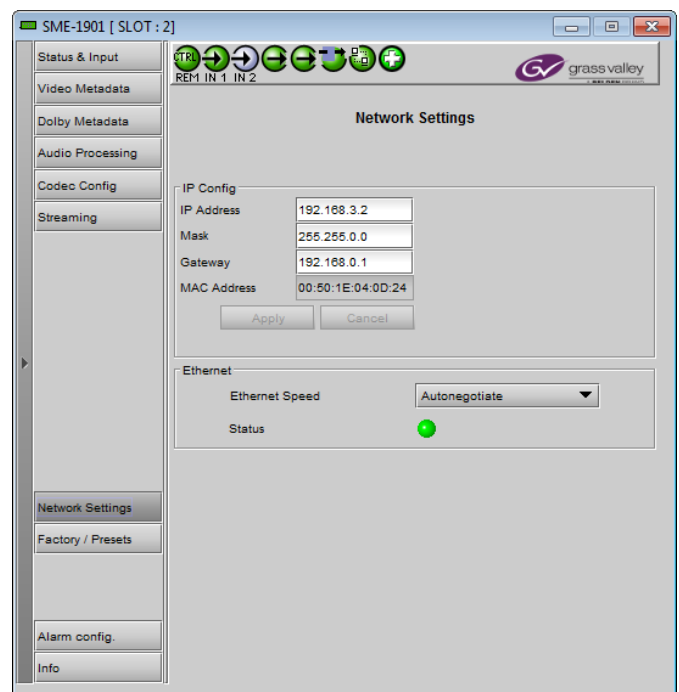 SME-1901 [ SLOT : 2]
Status & Input
Video Metadata
Dolby Metadata
Audio Processing
Codec Config
Streaming
Network Settings
Factory / Presets
Alarm config.
Info
CTRL
REM IN 1 IN 2
GV grass valley
Network Settings
IP Config
IP Address 192.168.3.2
Mask 255.255.0.0
Gateway 192.168.0.1
MAC Address 00:50:1E:04:0D:24
Apply Cancel
Ethernet
Ethernet Speed Autonegotiate
Status